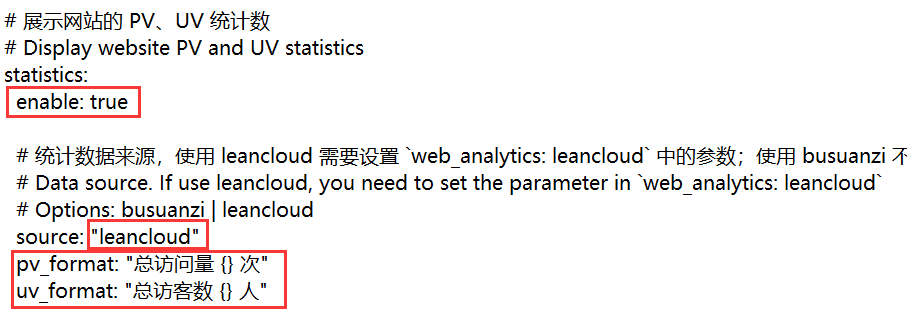 # 展示网站的 PV、UV 统计数
# Display website PV and UV statistics
statistics:
enable: true
# 统计数据来源，使用 leancloud 需要设置 `web_analytics: leancloud` 中的参数；使用 busuanzi 不
# Data source. If use leancloud, you need to set the parameter in `web_analytics: leancloud`
# Options: busuanzi | leancloud
source: "leancloud"
pv_format: "总访问量 {} 次"
uv_format: "总访客数 {} 人"